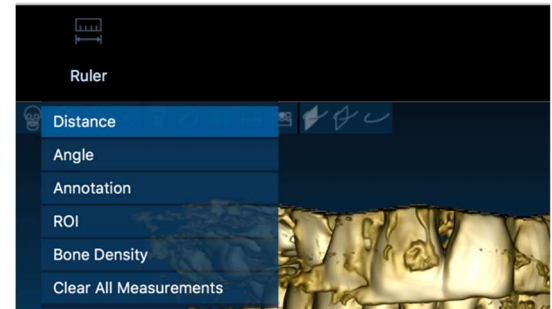 Ruler
Distance
Angle
Annotation
ROI
Bone Density
Clear All Measurements